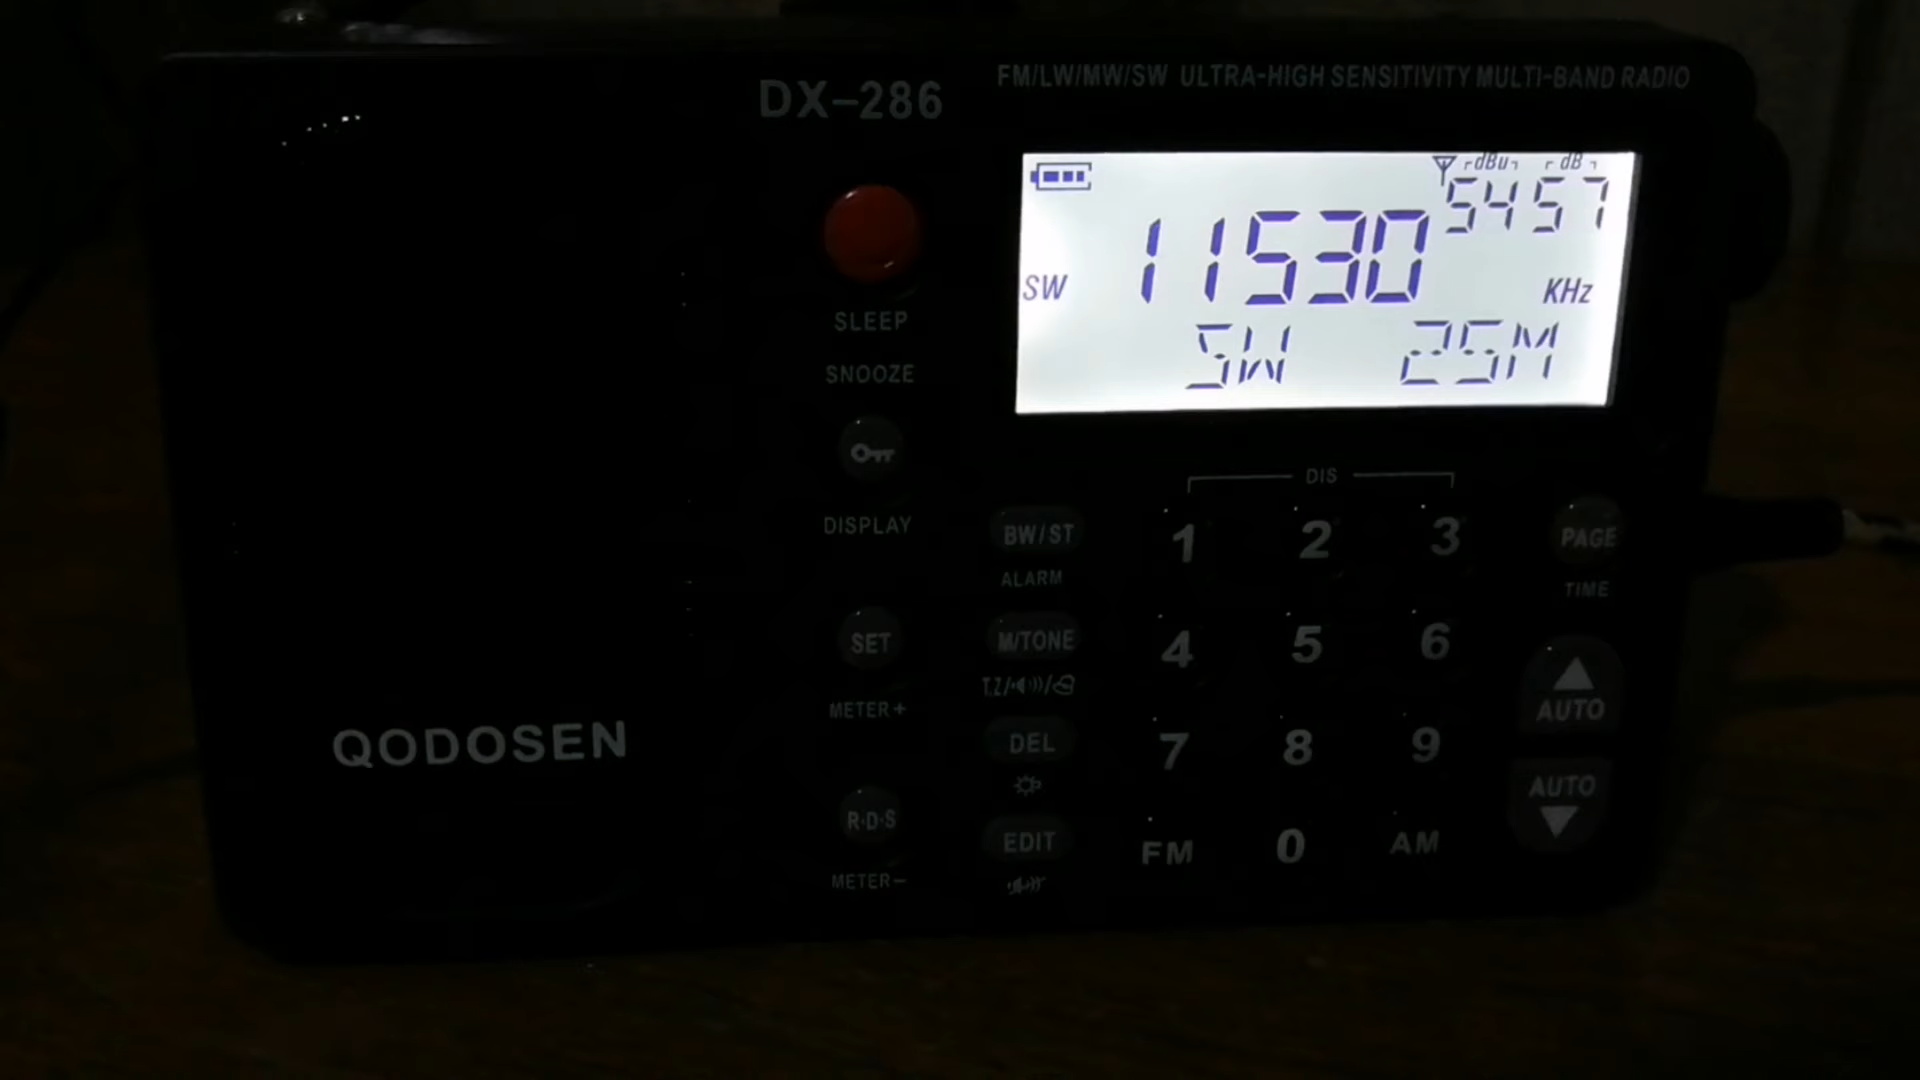 DX-286
FM/LW/MW/SW ULTRA-HIGH SENSITIVITY MULTI-BAND RADIO
dBu dB
54 57
11530
SW KHz
SW 25M
SLEEP
SNOOZE
DISPLAY
DIS
BW/ST 1 2 3 PAGE
ALARM TIME
SET M/TONE 4 5 6
METER+ T.Z/
AUTO
DEL 7 8 9
QODOSEN
AUTO
R·D·S EDIT FM 0 AM
METER-